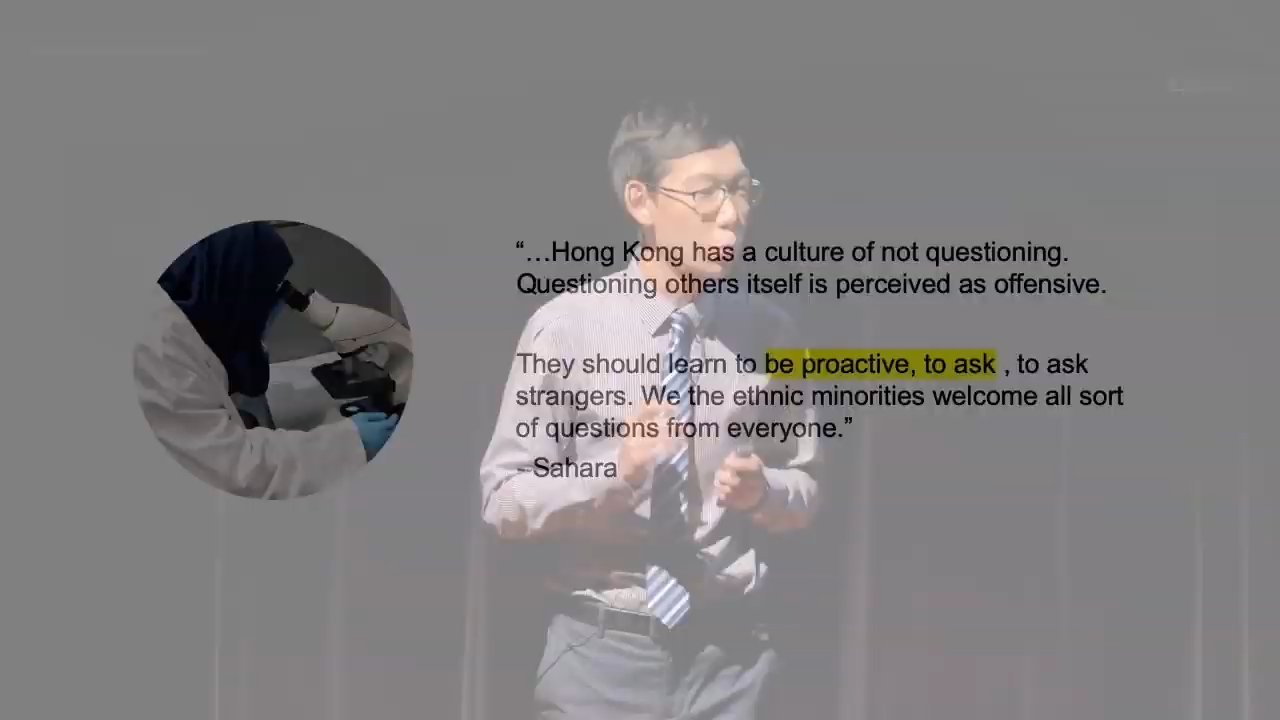 “…Hong Kong has a culture of not questioning.
Questioning others itself is perceived as offensive.
They should learn to be proactive, to ask , to ask
strangers. We the ethnic minorities welcome all sort
of questions from everyone.”
- Sahara